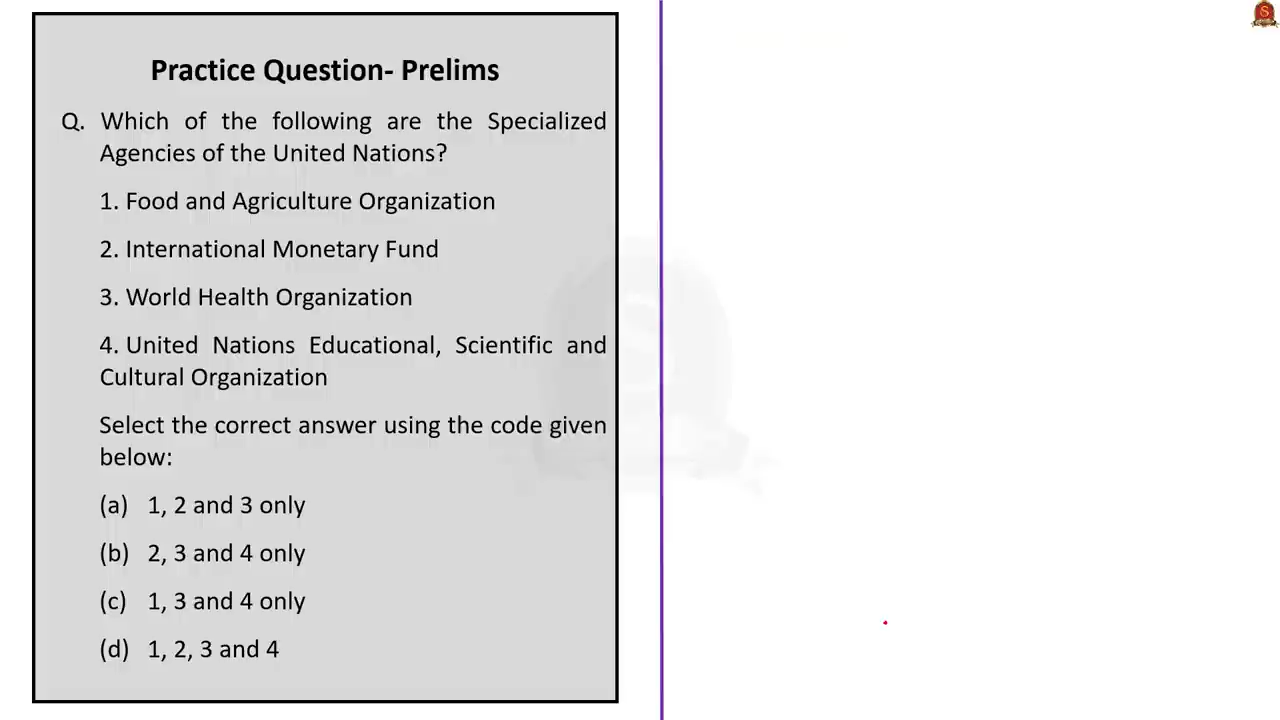 Practice Question- Prelims
Q. Which of the following are the Specialized
Agencies of the United Nations?
1. Food and Agriculture Organization
2. International Monetary Fund
3. World Health Organization
4. United Nations Educational, Scientific and
Cultural Organization
Select the correct answer using the code given
below:
(a) 1, 2 and 3 only
(b) 2, 3 and 4 only
(c) 1, 3 and 4 only
(d) 1, 2, 3 and 4